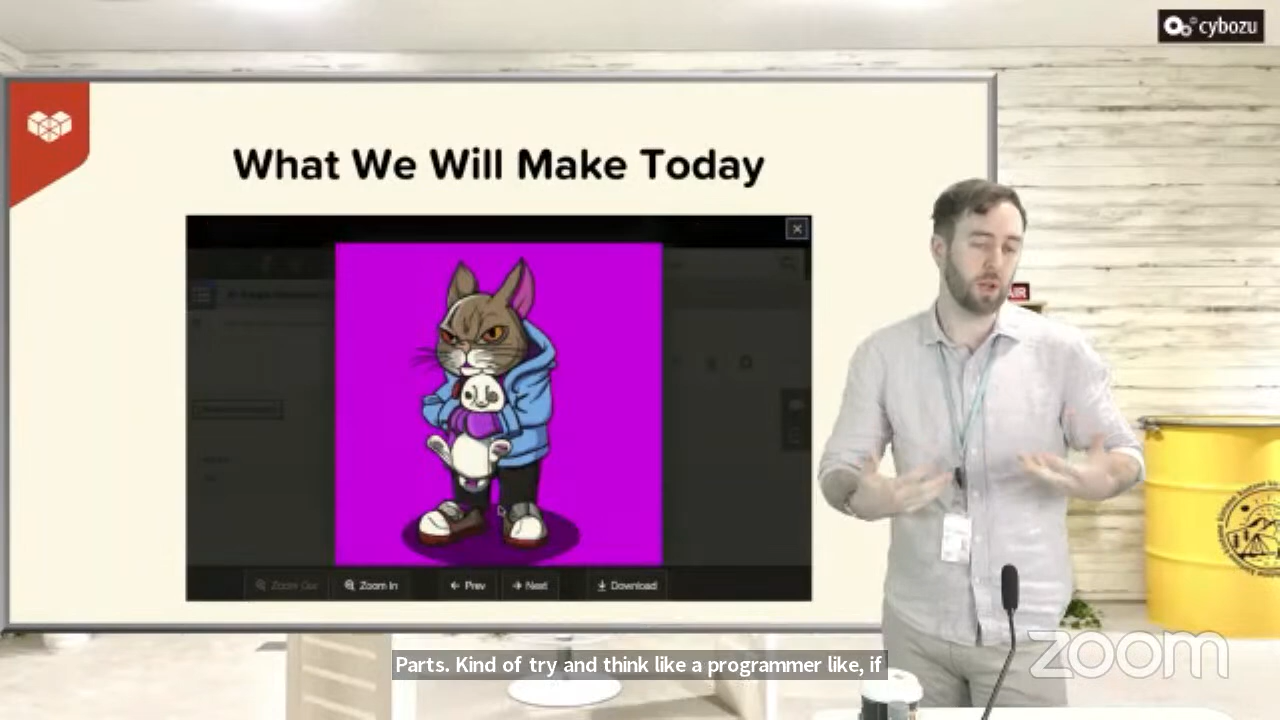 cybozu
What We Will Make Today
AIR
Zoom Out
Zoom In
← Prev
→ Next
Download
Parts. Kind of try and think like a programmer like, if
zoom